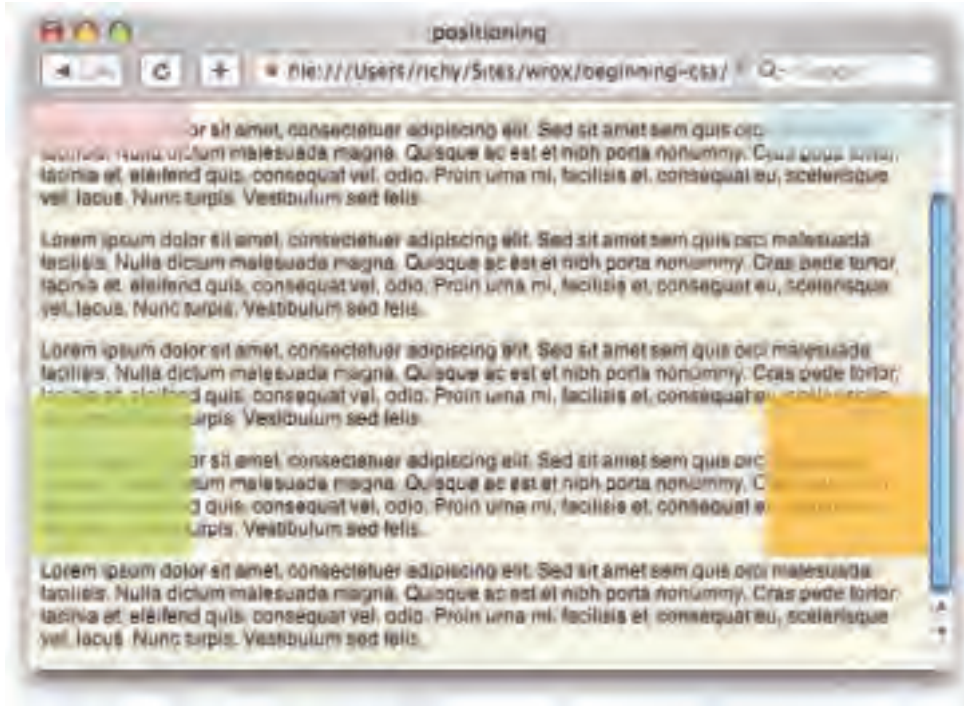 positioning
file:///Users/richy/Sites/wrox/beginning-css/
or sit amet, consectetuer adipiscing elit. Sed sit amet sem quis orc
facilisis. Nulla dictum malesuada magna. Quisque ac est et nibh porta nonummy. Cras pede tortor,
lacinia et, eleifend quis, consequat vel, odio. Proin urna mi, facilisis et, consequat eu, scelerisque
vel, lacus. Nunc turpis. Vestibulum sed felis.
Lorem ipsum dolor sit amet, consectetuer adipiscing elit. Sed sit amet sem quis orci malesuada
facilisis. Nulla dictum malesuada magna. Quisque ac est et nibh porta nonummy. Cras pede tortor,
lacinia et, eleifend quis, consequat vel, odio. Proin urna mi, facilisis et, consequat eu, scelerisque
vel, lacus. Nunc turpis. Vestibulum sed felis.
Lorem ipsum dolor sit amet, consectetuer adipiscing elit. Sed sit amet sem quis orci malesuada
facilisis. Nulla dictum malesuada magna. Quisque ac est et nibh porta nonummy. Cras pede tortor,
lacinia et, eleifend quis, consequat vel, odio. Proin urna mi, facilisis et, consequat eu,
turpis. Vestibulum sed felis.
or sit amet, consectetuer adipiscing elit. Sed sit amet sem quis orc
um malesuada magna. Quisque ac est et nibh porta nonummy. C
d quis, consequat vel, odio. Proin urna mi, facilisis et, consequat e
urpis. Vestibulum sed felis.
Lorem ipsum dolor sit amet, consectetuer adipiscing elit. Sed sit amet sem quis orci malesuada
facilisis. Nulla dictum malesuada magna. Quisque ac est et nibh porta nonummy. Cras pede tortor,
lacinia et, eleifend quis, consequat vel, odio. Proin urna mi, facilisis et, consequat eu, scelerisque
vel, lacus. Nunc turpis. Vestibulum sed felis.